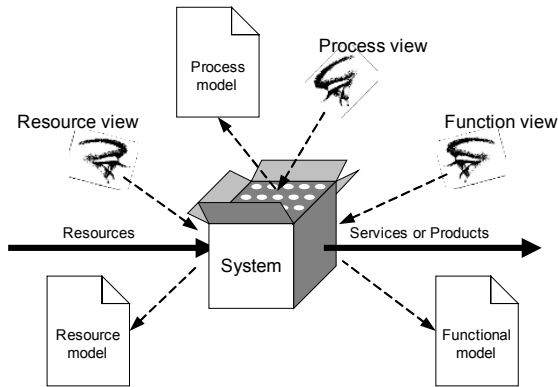 Process view
Process
model
Resource view
Function view
Resources
Services or Products
System
Resource
model
Functional
model